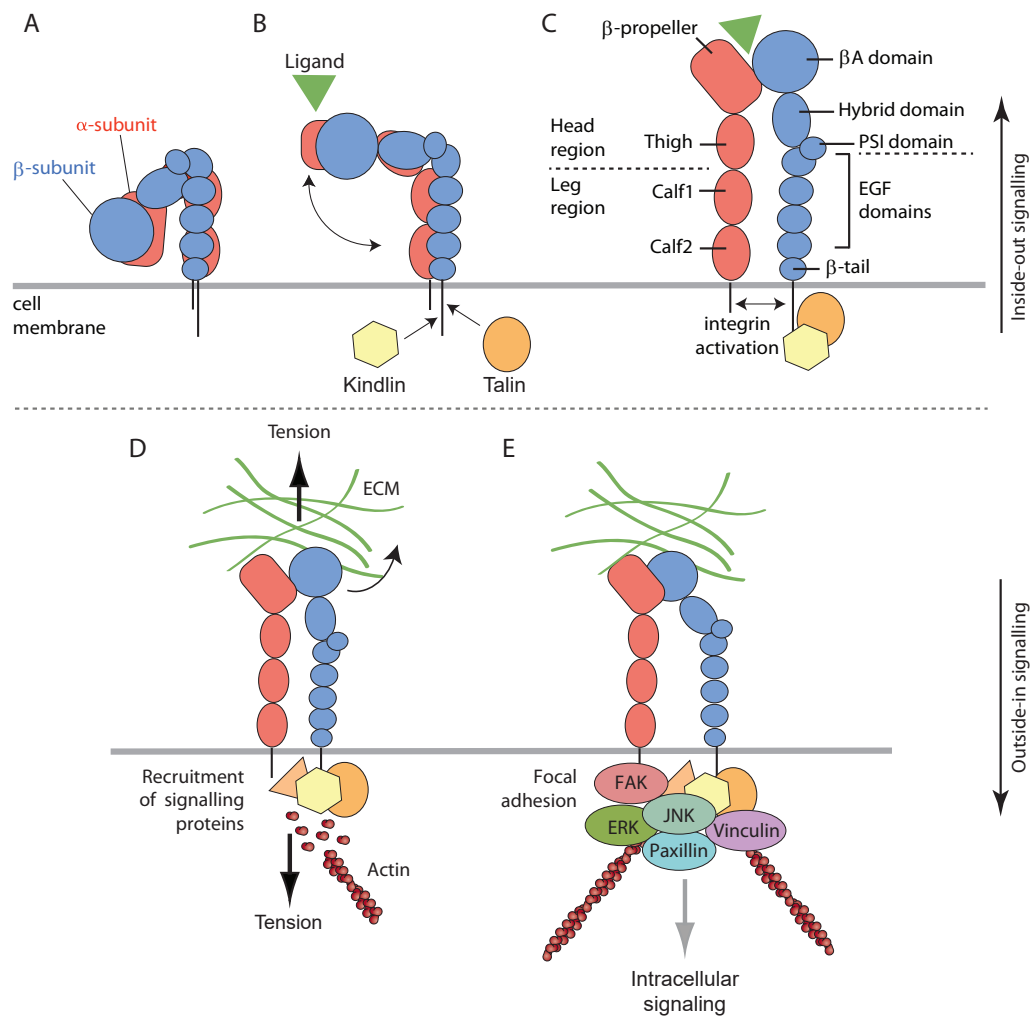 A
B
C
Ligand
α-subunit
β-subunit
cell
membrane
Kindlin
Talin
β-propeller
βA domain
Hybrid domain
PSI domain
Head
region
Thigh
Leg
region
Calf1
EGF
domains
Calf2
β-tail
integrin
activation
Inside-out signalling
D
E
Tension
ECM
Recruitment
of signalling
proteins
Actin
Tension
Focal
adhesion
FAK
ERK
JNK
Paxillin
Vinculin
Intracellular
signaling
Outside-in signalling